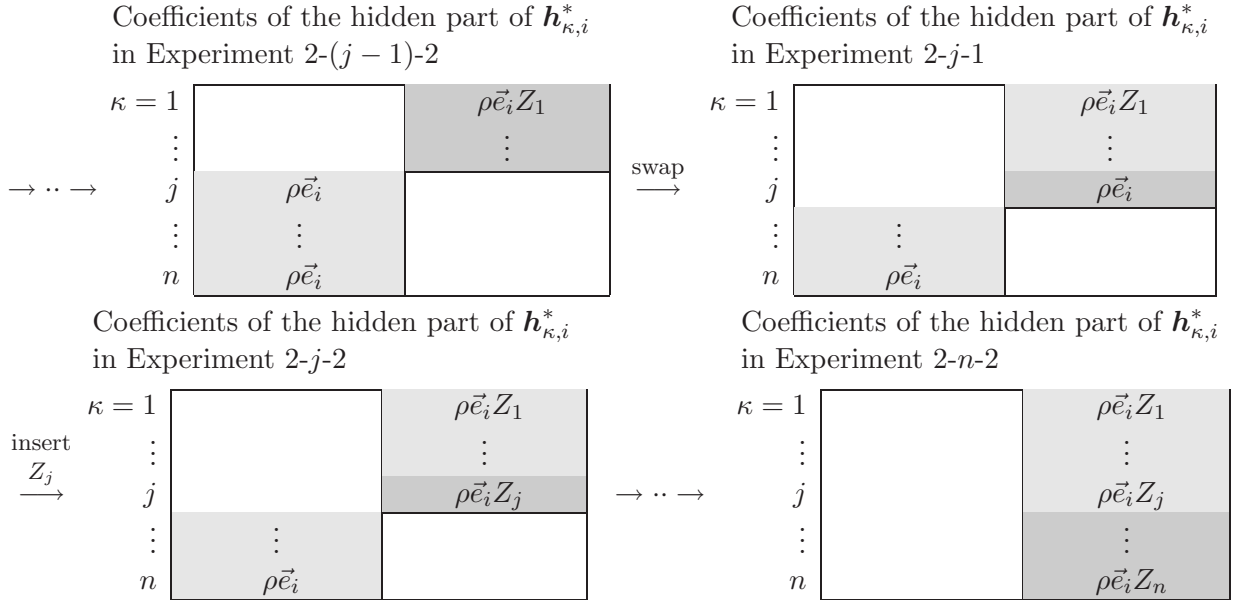 Coefficients of the hidden part of h*κ,i
in Experiment 2-(j − 1)-2
κ = 1 ρe⃗iZ1
⋮ ⋮
→ ·· → j ρe⃗i
⋮ ⋮
n ρe⃗i
swap
⟶
Coefficients of the hidden part of h*κ,i
in Experiment 2-j-1
κ = 1 ρe⃗iZ1
⋮ ⋮
j ρe⃗i
⋮ ⋮
n ρe⃗i
insert
Zj
⟶
Coefficients of the hidden part of h*κ,i
in Experiment 2-j-2
κ = 1 ρe⃗iZ1
⋮ ⋮
j ρe⃗iZj
⋮ ⋮
n ρe⃗i
→ ·· →
Coefficients of the hidden part of h*κ,i
in Experiment 2-n-2
κ = 1 ρe⃗iZ1
⋮ ⋮
j ρe⃗iZj
⋮ ⋮
n ρe⃗iZn